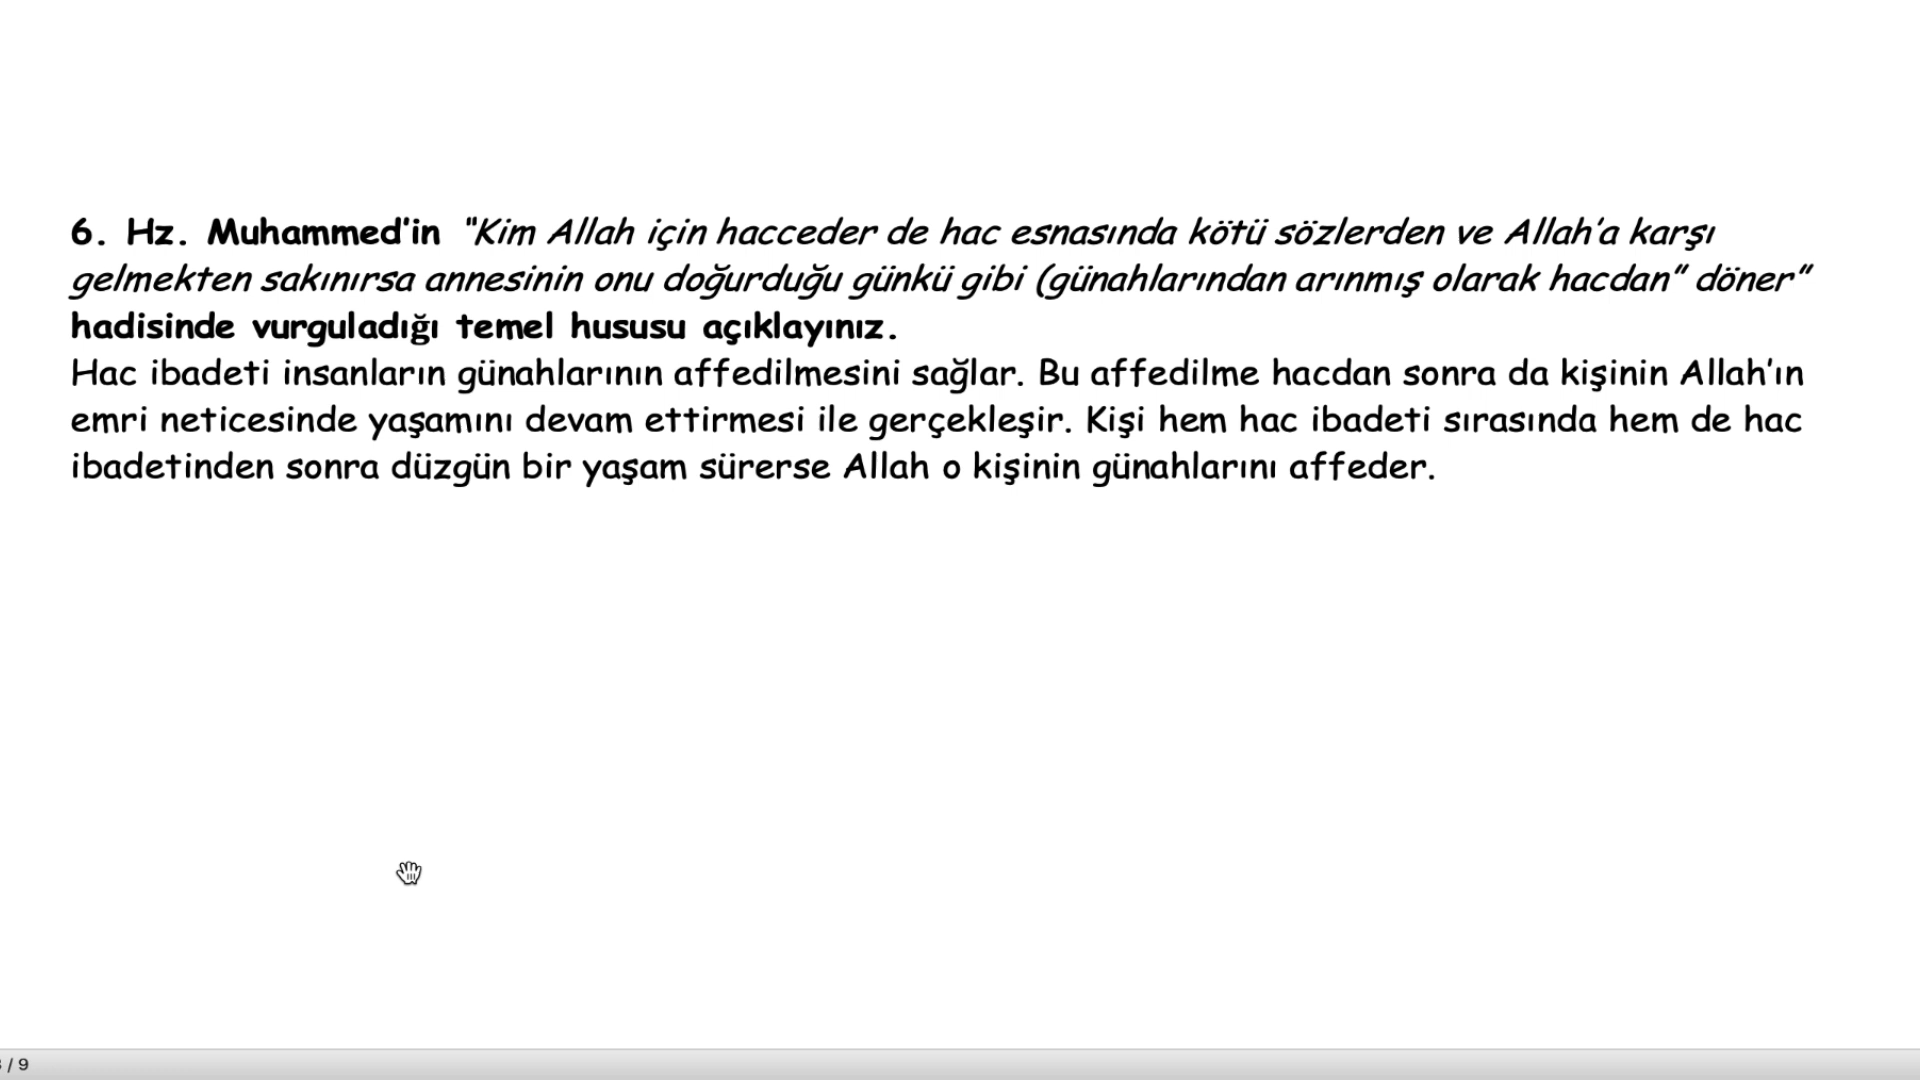 6. Hz. Muhammed'in "Kim Allah için hacceder de hac esnasında kötü sözlerden ve Allah'a karşı
gelmekten sakınırsa annesinin onu doğurduğu günkü gibi (günahlarından arınmış olarak hacdan" döner"
hadisinde vurguladığı temel hususu açıklayınız.
Hac ibadeti insanların günahlarının affedilmesini sağlar. Bu affedilme hacdan sonra da kişinin Allah'ın
emri neticesinde yaşamını devam ettirmesi ile gerçekleşir. Kişi hem hac ibadeti sırasında hem de hac
ibadetinden sonra düzgün bir yaşam sürerse Allah o kişinin günahlarını affeder.
/ 9